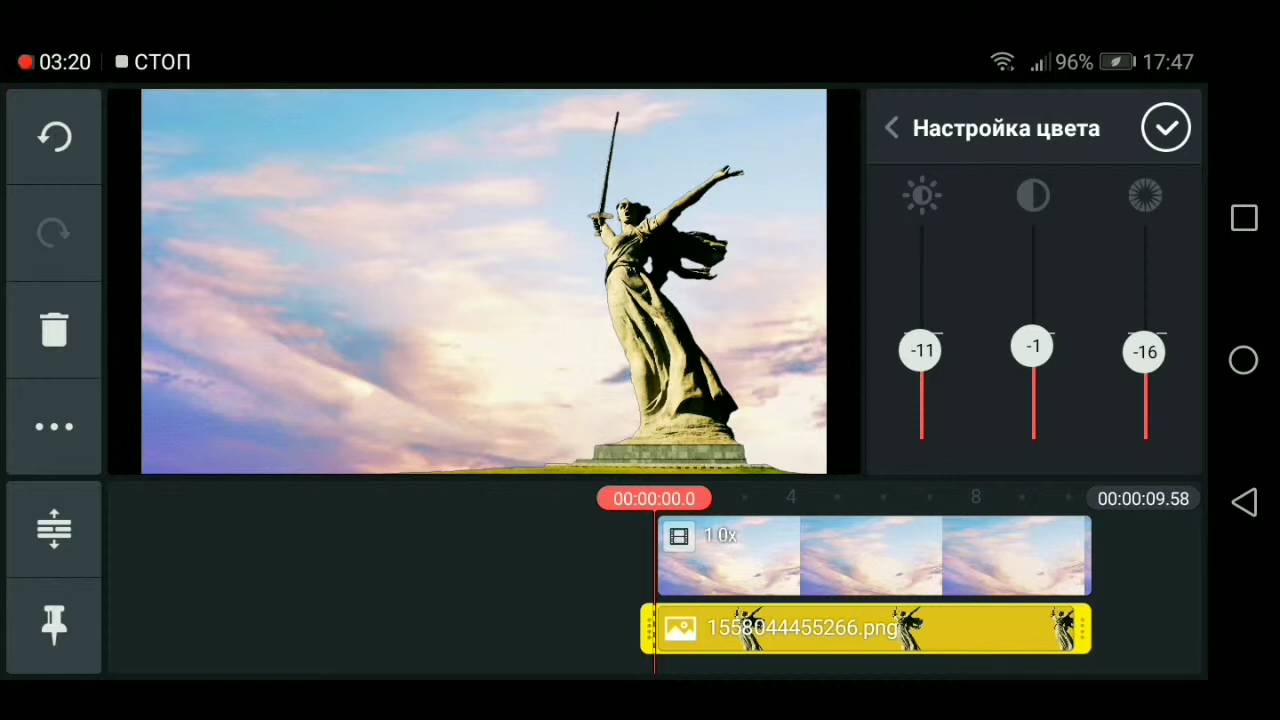 03:20 СТОП 96% 17:47
Настройка цвета
-11 -1 -16
00:00:00.0 4 8 00:00:09.58
1.0x
1558044455266.png